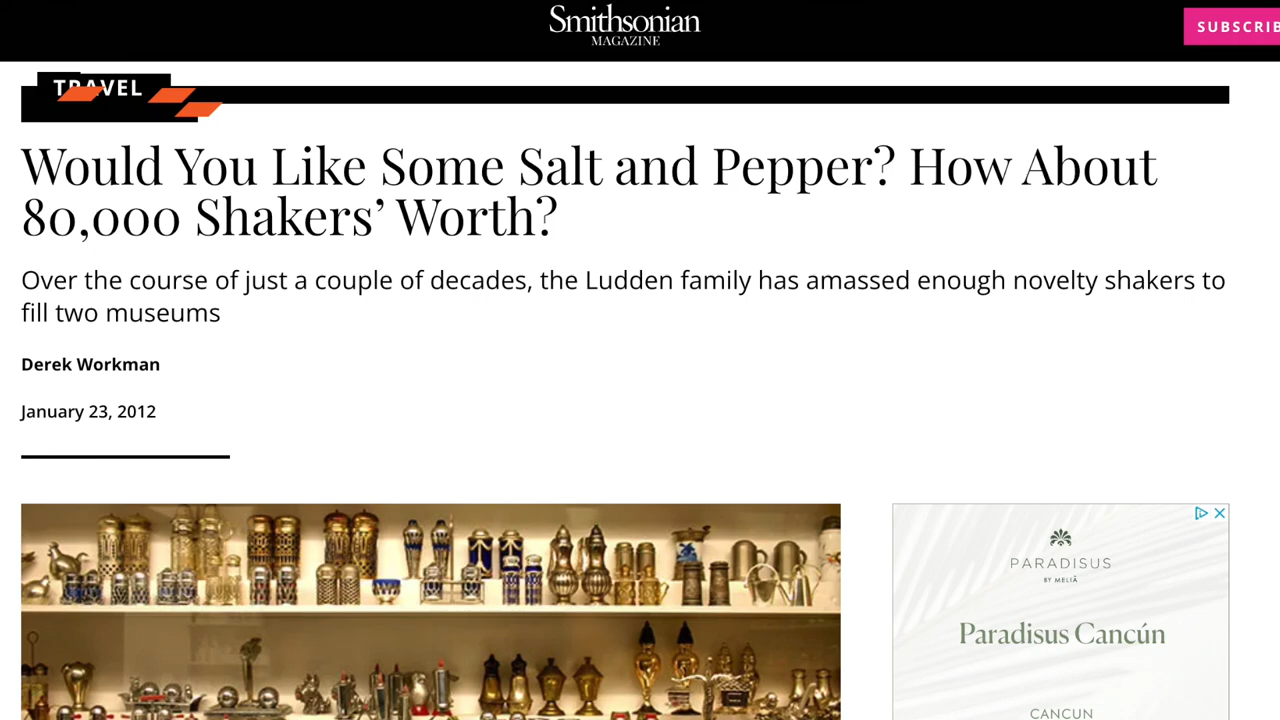 Smithsonian
MAGAZINE
SUBSCRIB
TRAVEL
Would You Like Some Salt and Pepper? How About
80,000 Shakers’ Worth?
Over the course of just a couple of decades, the Ludden family has amassed enough novelty shakers to
fill two museums
Derek Workman
January 23, 2012
PARADISUS
BY MELIÃ
Paradisus Cancún
CANCUN